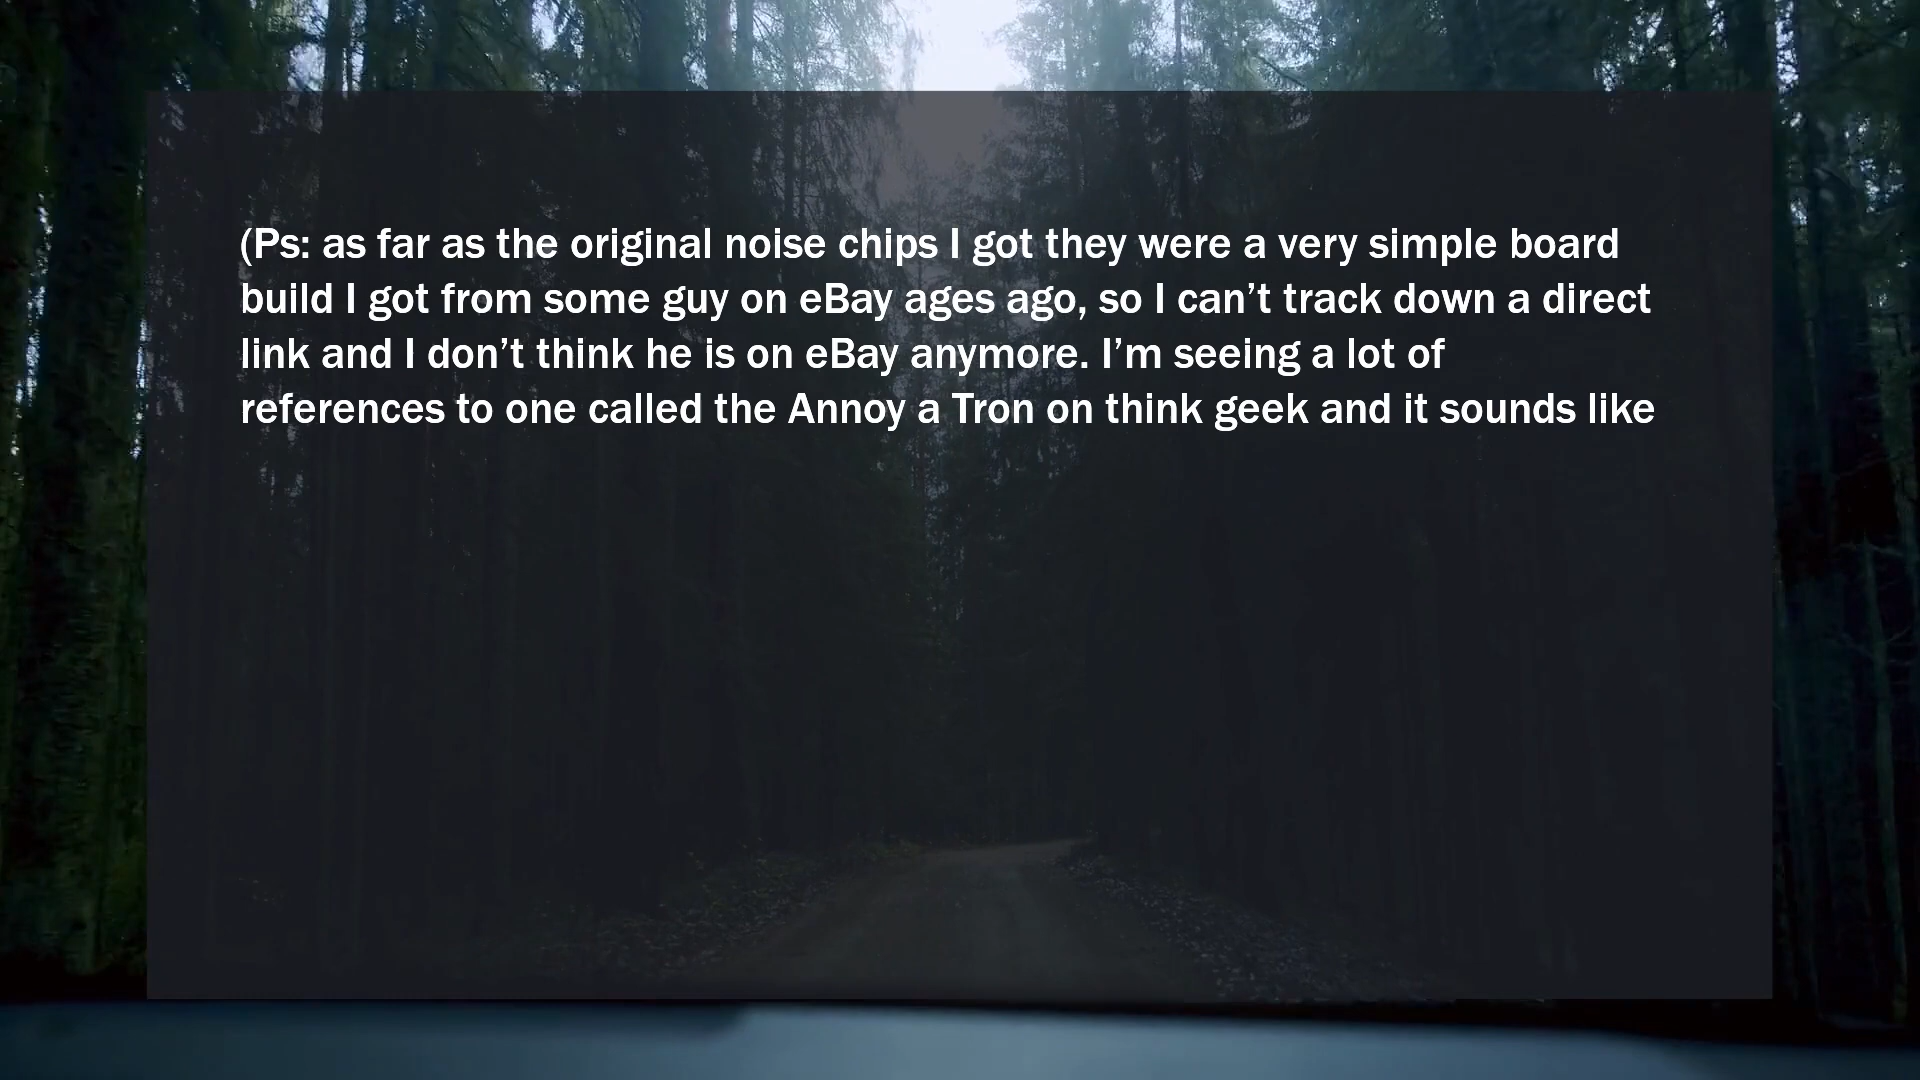 (Ps: as far as the original noise chips I got they were a very simple board
build I got from some guy on eBay ages ago, so I can’t track down a direct
link and I don’t think he is on eBay anymore. I’m seeing a lot of
references to one called the Annoy a Tron on think geek and it sounds like